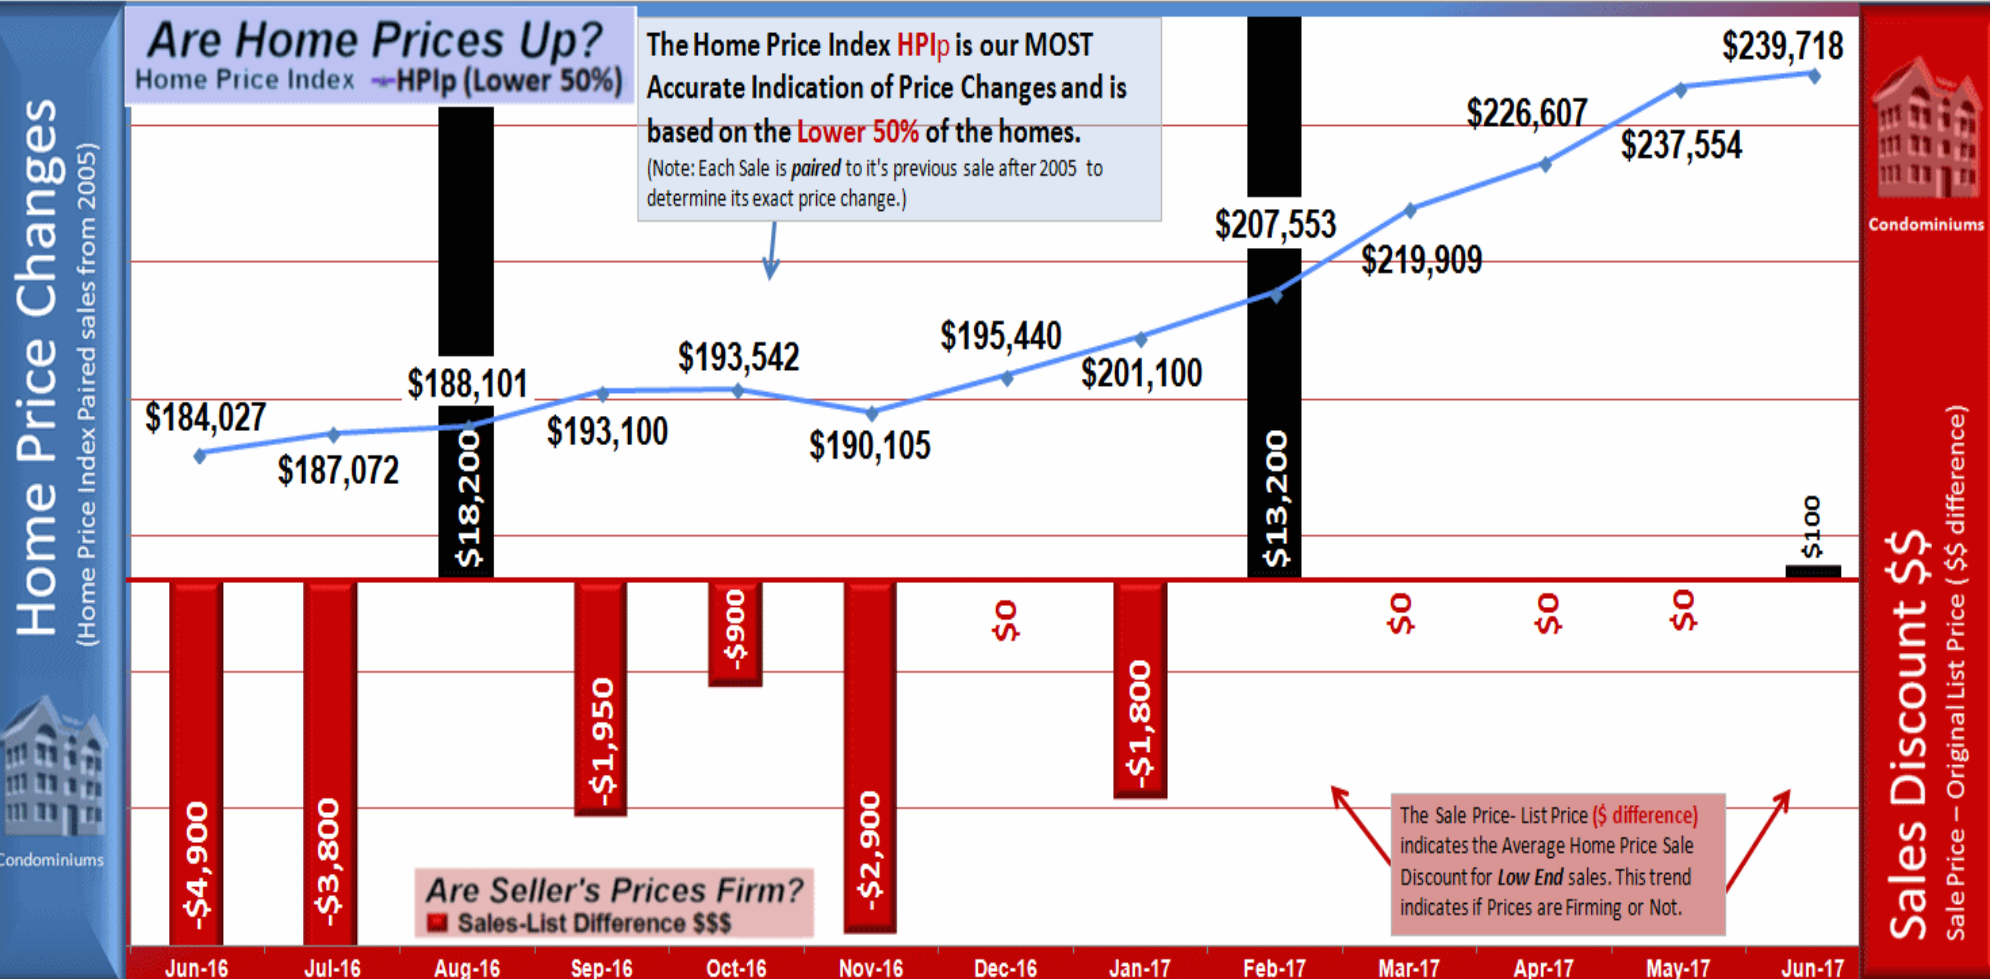 Are Home Prices Up?
Home Price Index HPIp (Lower 50%)
The Home Price Index HPIp is our MOST
Accurate Indication of Price Changes and is
based on the Lower 50% of the homes.
(Note: Each Sale is paired to it's previous sale after 2005 to
determine its exact price change.)
Home Price Changes
(Home Price Index Paired sales from 2005)
Condominiums
$184,027
$187,072
$188,101
$193,100
$193,542
$190,105
$195,440
$201,100
$207,553
$219,909
$226,607
$237,554
$239,718
Condominiums
Sales Discount $$
Sale Price – Original List Price ( $$ difference)
-$4,900
-$3,800
$18,200
-$1,950
-$900
-$2,900
$0
-$1,800
$13,200
$0
$0
$0
$100
Are Seller's Prices Firm?
Sales-List Difference $$$
The Sale Price- List Price ($ difference)
indicates the Average Home Price Sale
Discount for Low End sales. This trend
indicates if Prices are Firming or Not.
Jun-16 Jul-16 Aug-16 Sep-16 Oct-16 Nov-16 Dec-16 Jan-17 Feb-17 Mar-17 Apr-17 May-17 Jun-17